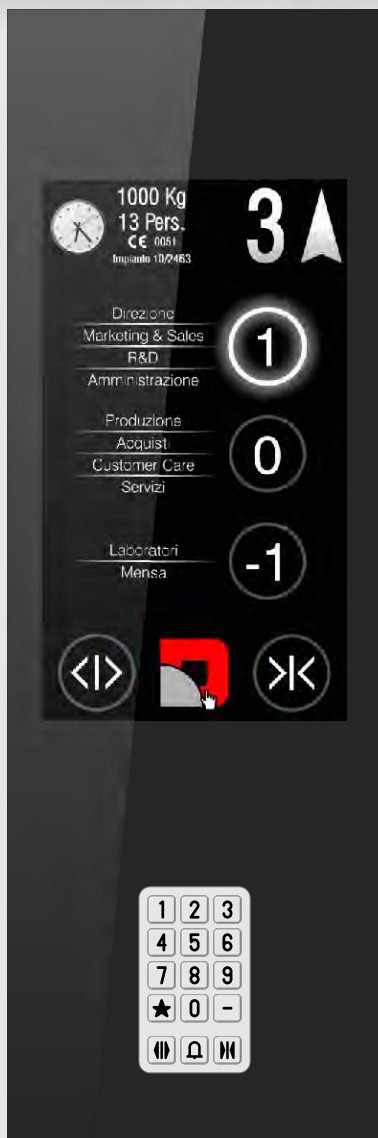 1000 Kg
13 Pers.
CE 0051
Impianto 10/2463
3
Direzione
Marketing & Sales
R&D
Amministrazione
1
Produzione
Acquisti
Customer Care
Servizi
0
Laboratori
Mensa
-1
<|>
>|<
1 2 3
4 5 6
7 8 9
★ 0 -